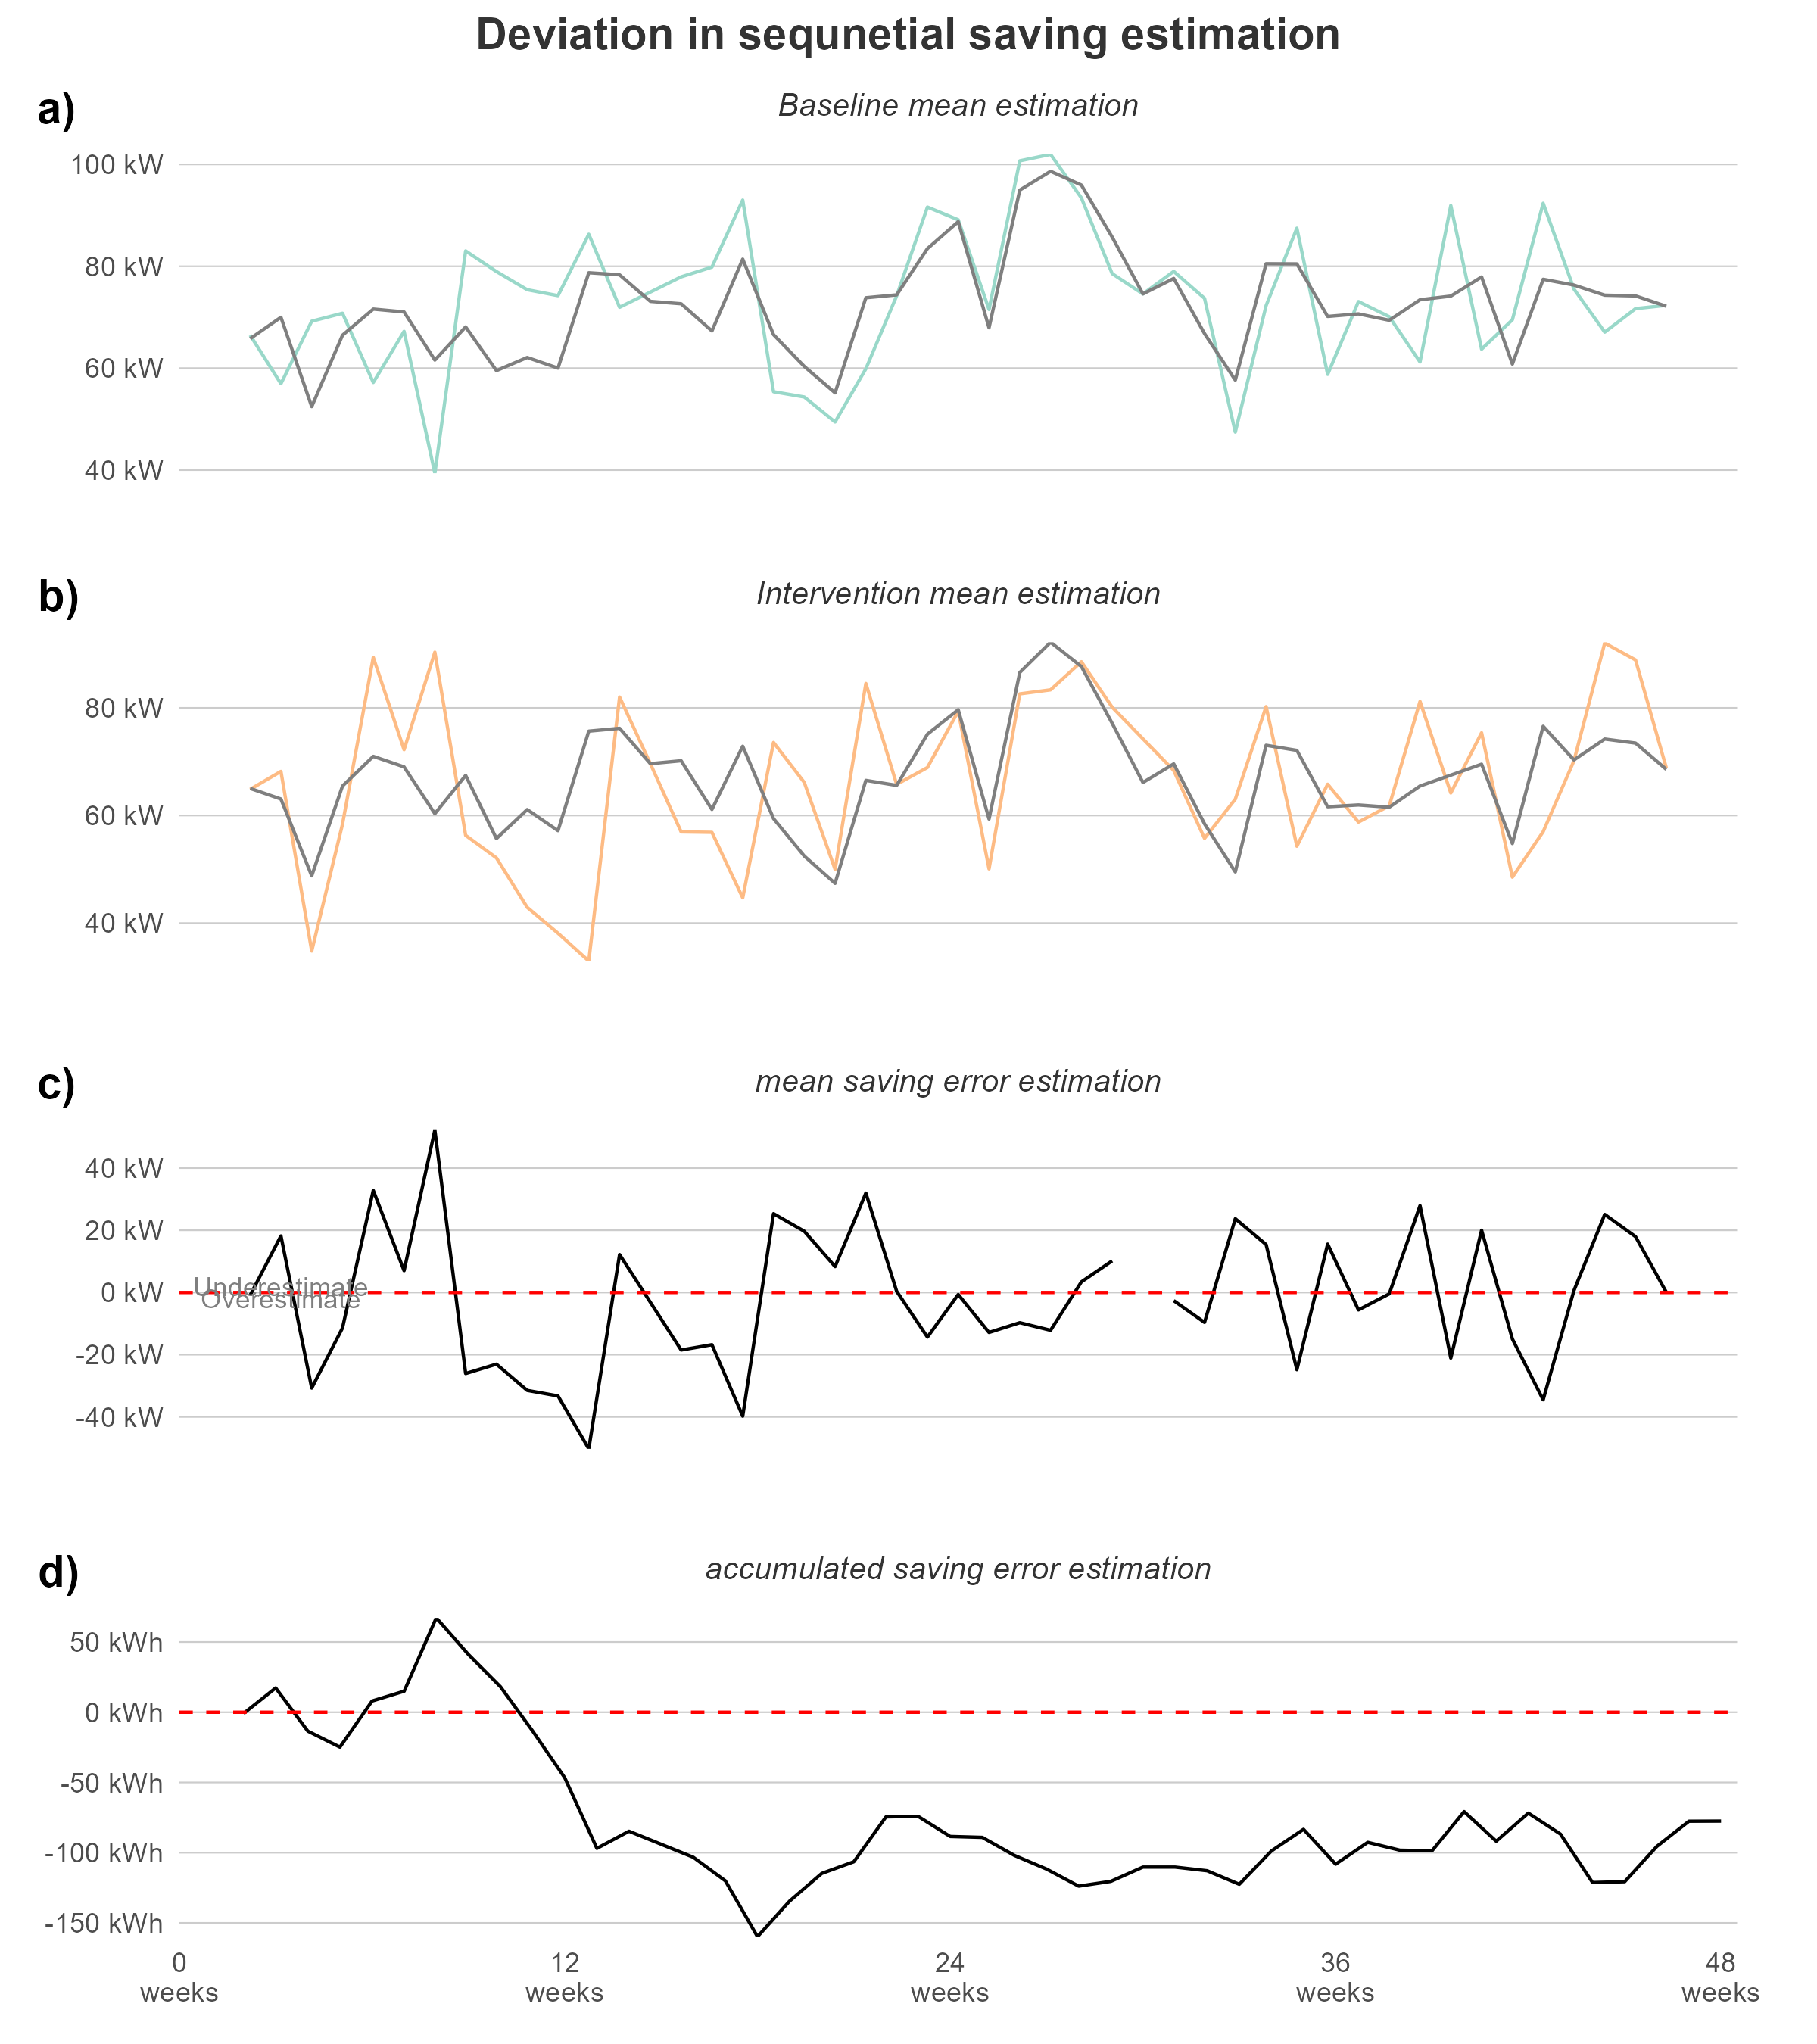 Deviation in sequnetial saving estimation
a)
Baseline mean estimation
100 kW
80 kW
60 kW
40 kW
b)
Intervention mean estimation
80 kW
60 kW
40 kW
c)
mean saving error estimation
40 kW
20 kW
Underestimate
0 kW
Overestimate
-20 kW
-40 kW
d)
accumulated saving error estimation
50 kWh
0 kWh
-50 kWh
-100 kWh
-150 kWh
0 12 24 36 48
weeks weeks weeks weeks weeks